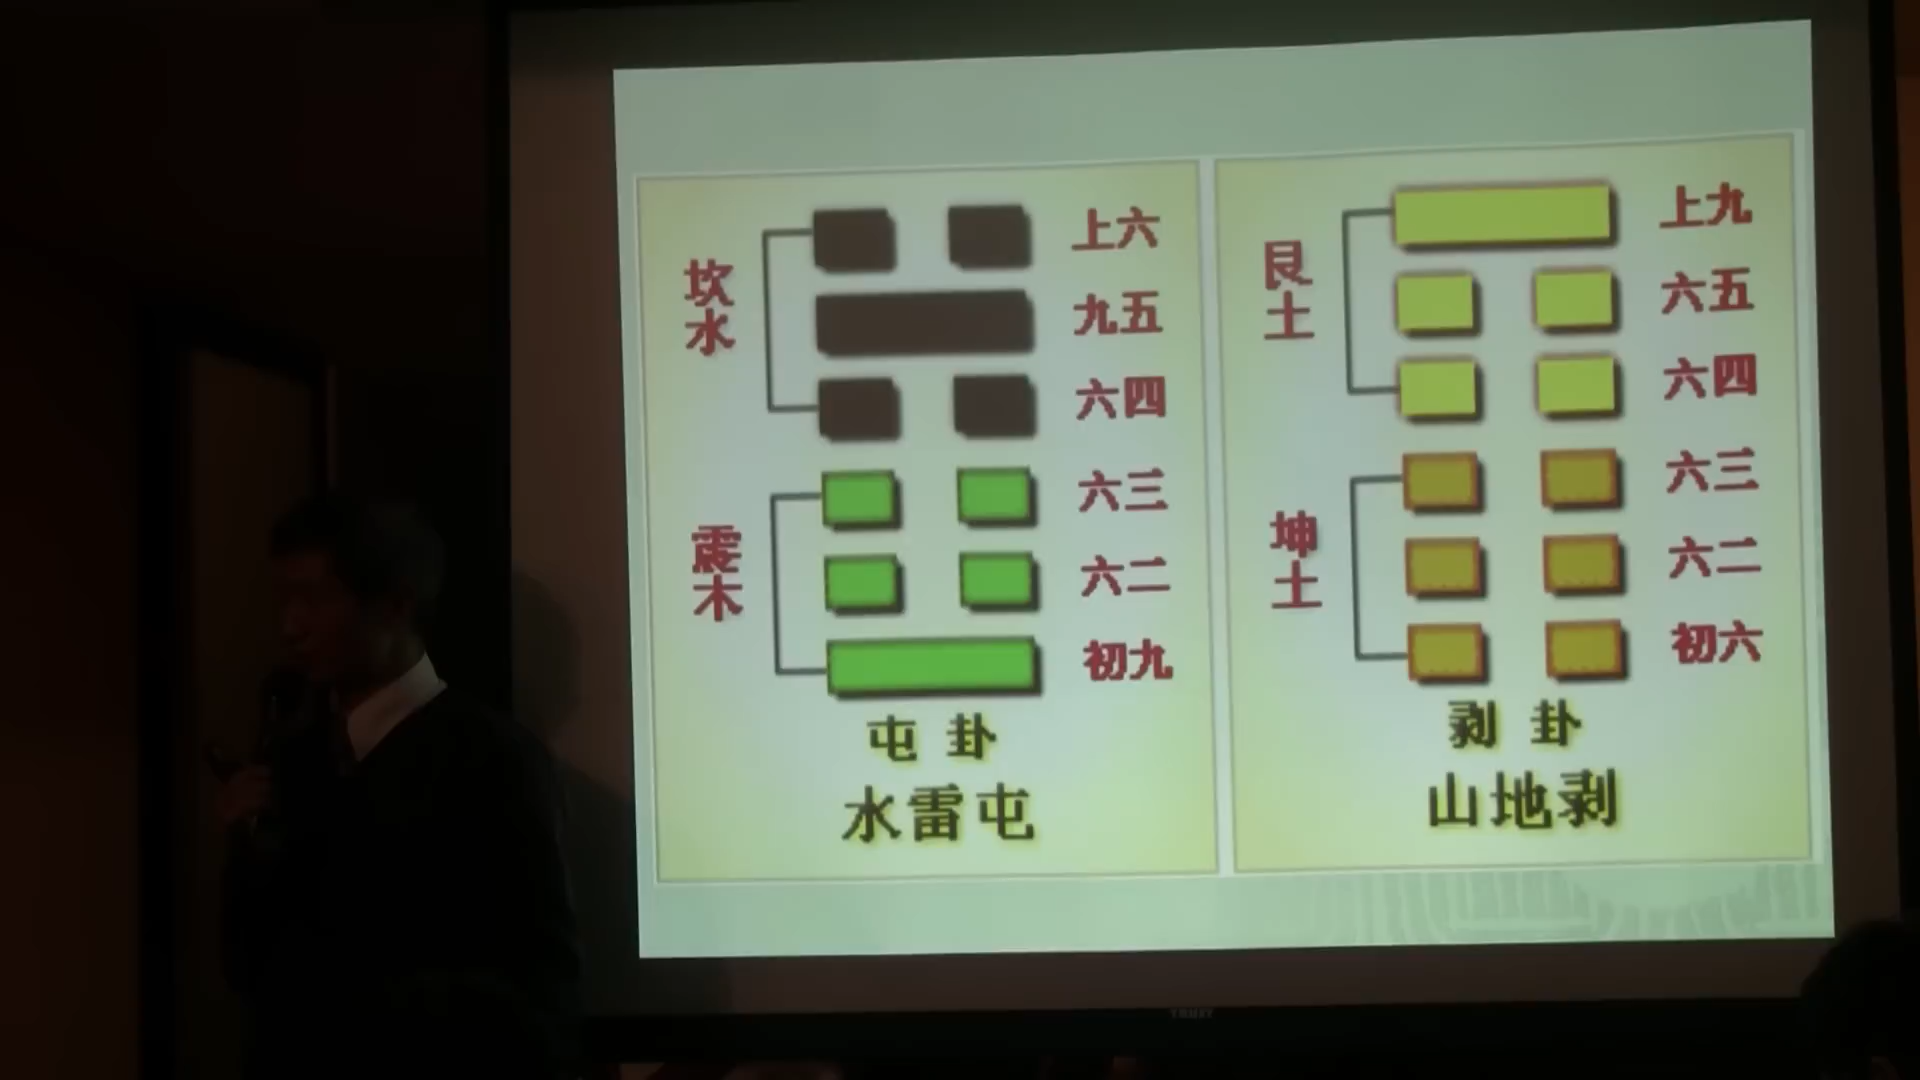 坎水
上六
九五
六四
震木
六三
六二
初九
屯 卦
水雷屯
艮土
上九
六五
六四
坤土
六三
六二
初六
剥 卦
山地剥